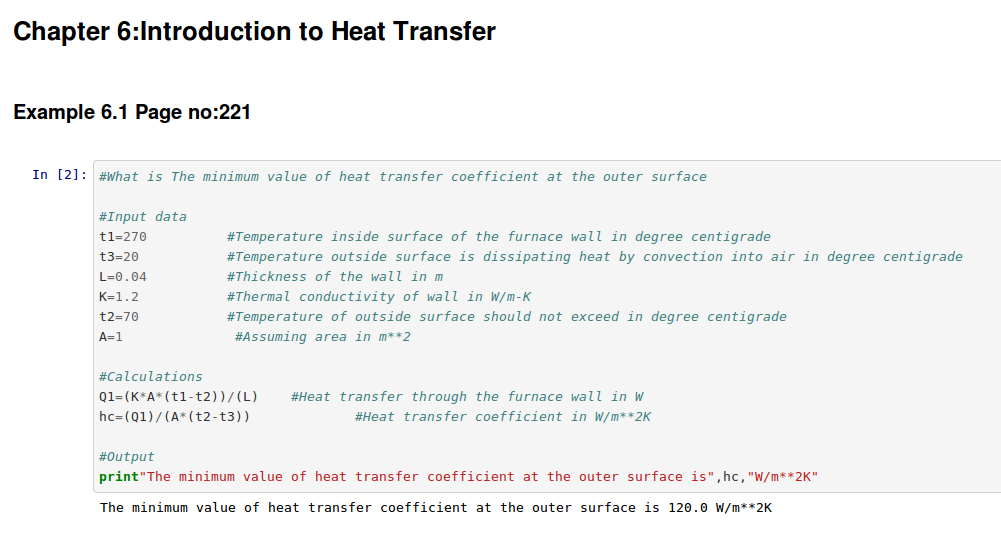 Chapter 6:Introduction to Heat Transfer
Example 6.1 Page no:221
In [2]:
#What is The minimum value of heat transfer coefficient at the outer surface
#Input data
t1=270          #Temperature inside surface of the furnace wall in degree centigrade
t3=20           #Temperature outside surface is dissipating heat by convection into air in degree centigrade
L=0.04          #Thickness of the wall in m
K=1.2           #Thermal conductivity of wall in W/m-K
t2=70           #Temperature of outside surface should not exceed in degree centigrade
A=1              #Assuming area in m**2
#Calculations
Q1=(K*A*(t1-t2))/(L)    #Heat transfer through the furnace wall in W
hc=(Q1)/(A*(t2-t3))             #Heat transfer coefficient in W/m**2K
#Output
print"The minimum value of heat transfer coefficient at the outer surface is",hc,"W/m**2K"
The minimum value of heat transfer coefficient at the outer surface is 120.0 W/m**2K